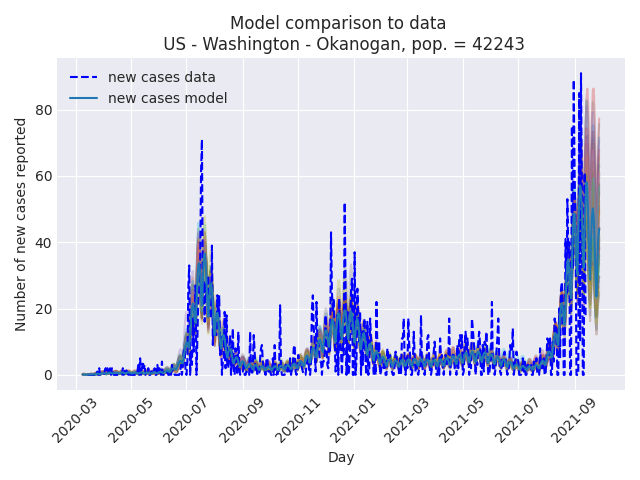 Model comparison to data
US - Washington - Okanogan, pop. = 42243
new cases data
new cases model
Number of new cases reported
80
60
40
20
0
2020-03
2020-05
2020-07
2020-09
2020-11
2021-01
2021-03
2021-05
2021-07
2021-09
Day